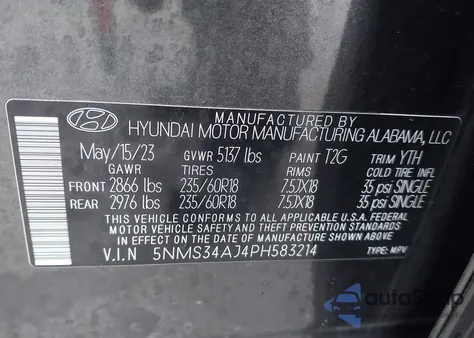 MANUFACTURED BY
HYUNDAI MOTOR MANUFACTURING ALABAMA, LLC
May/15/23 GVWR 5137 lbs PAINT T2G TRIM YTH
GAWR TIRES RIMS COLD TIRE INFL
FRONT 2866 lbs 235/60R18 7.5JX18 35 psi SINGLE
REAR 2976 lbs 235/60R18 7.5JX18 35 psi SINGLE
THIS VEHICLE CONFORMS TO ALL APPLICABLE U.S.A. FEDERAL
MOTOR VEHICLE SAFETY AND THEFT PREVENTION STANDARDS
IN EFFECT ON THE DATE OF MANUFACTURE SHOWN ABOVE.
V.I.N 5NMS34AJ4PH583214 TYPE: MPV